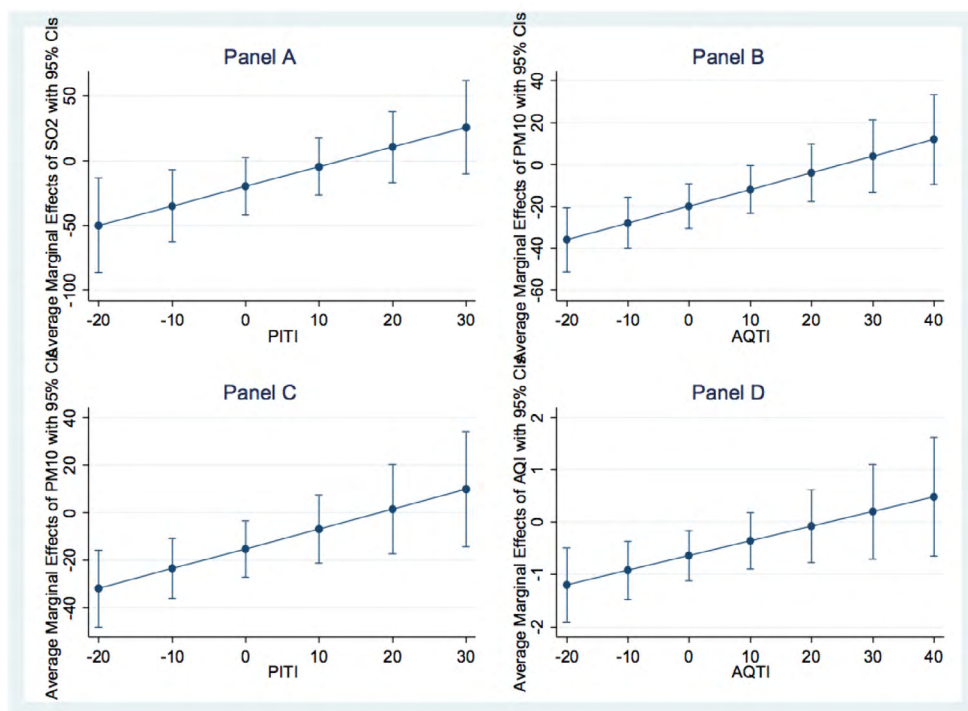 Panel A
Average Marginal Effects of SO2 with 95% CIs
50
0
-50
-100
-20 -10 0 10 20 30
PITI
Panel B
Average Marginal Effects of PM10 with 95% CIs
40
20
0
-20
-40
-60
-20 -10 0 10 20 30 40
AQTI
Panel C
Average Marginal Effects of PM10 with 95% CIs
40
20
0
-20
-40
-20 -10 0 10 20 30
PITI
Panel D
Average Marginal Effects of AQI with 95% CIs
2
1
0
-1
-2
-20 -10 0 10 20 30 40
AQTI